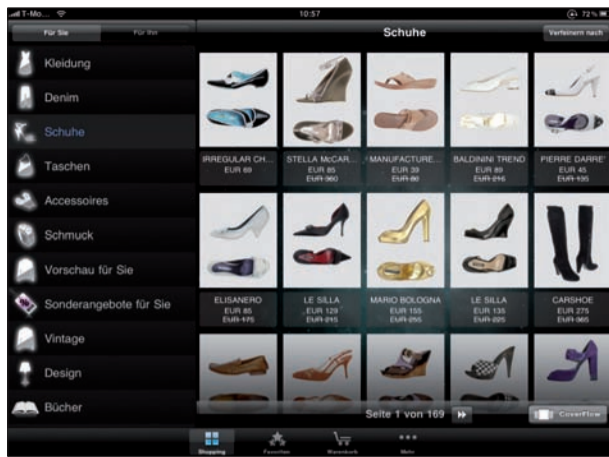 T-Mo...
10:57
72 %
Für Sie
Für Ihn
Schuhe
Verfeinern nach
Kleidung
Denim
Schuhe
Taschen
Accessoires
Schmuck
Vorschau für Sie
Sonderangebote für Sie
Vintage
Design
Bücher
IRREGULAR CH...
EUR 69
STELLA McCAR...
EUR 85
EUR 360
MANUFACTURE...
EUR 39
EUR 80
BALDININI TREND
EUR 89
EUR 216
PIERRE DARRE'
EUR 45
EUR 135
ELISANERO
EUR 85
EUR 175
LE SILLA
EUR 129
EUR 215
MARIO BOLOGNA
EUR 155
EUR 255
LE SILLA
EUR 135
EUR 225
CARSHOE
EUR 275
EUR 365
Seite 1 von 169
CoverFlow
Shopping
Favoriten
Warenkorb
Mehr